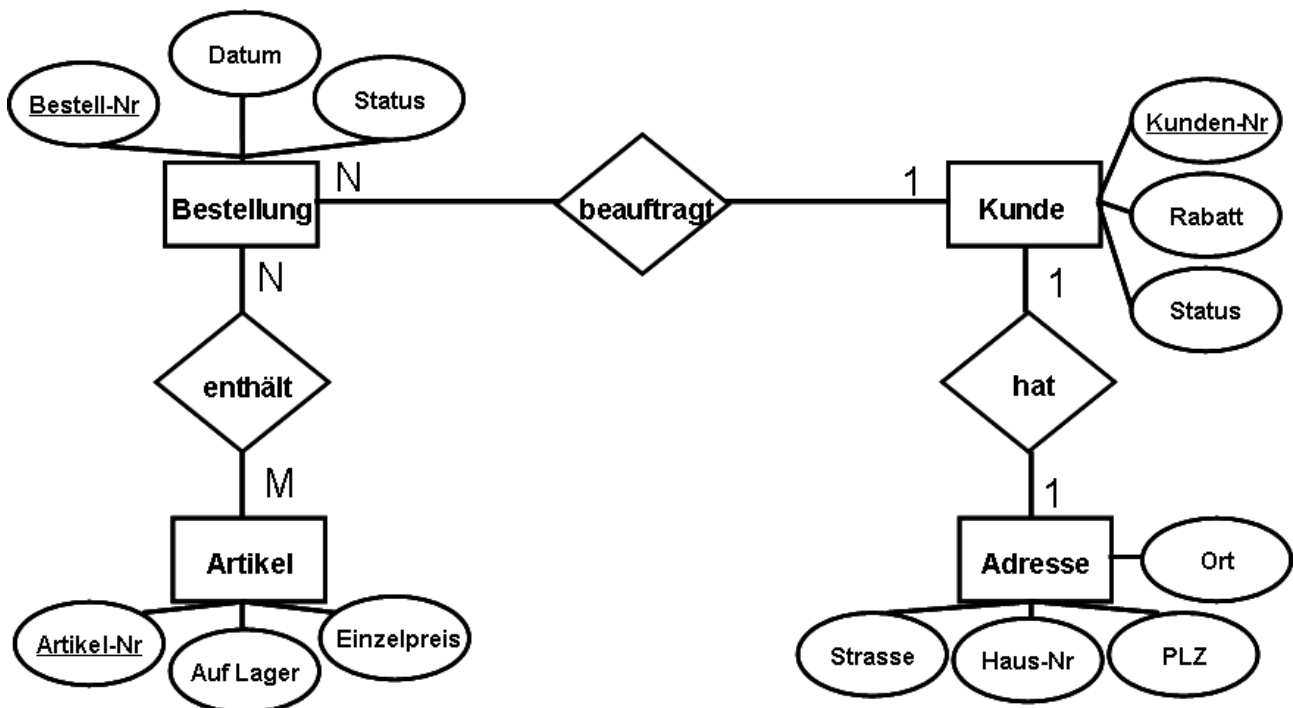 Datum
Bestell-Nr
Status
Kunden-Nr
Bestellung
N
beauftragt
1
Kunde
Rabatt
N
1
Status
enthält
hat
M
1
Artikel
Adresse
Ort
Artikel-Nr
Auf Lager
Einzelpreis
Strasse
Haus-Nr
PLZ